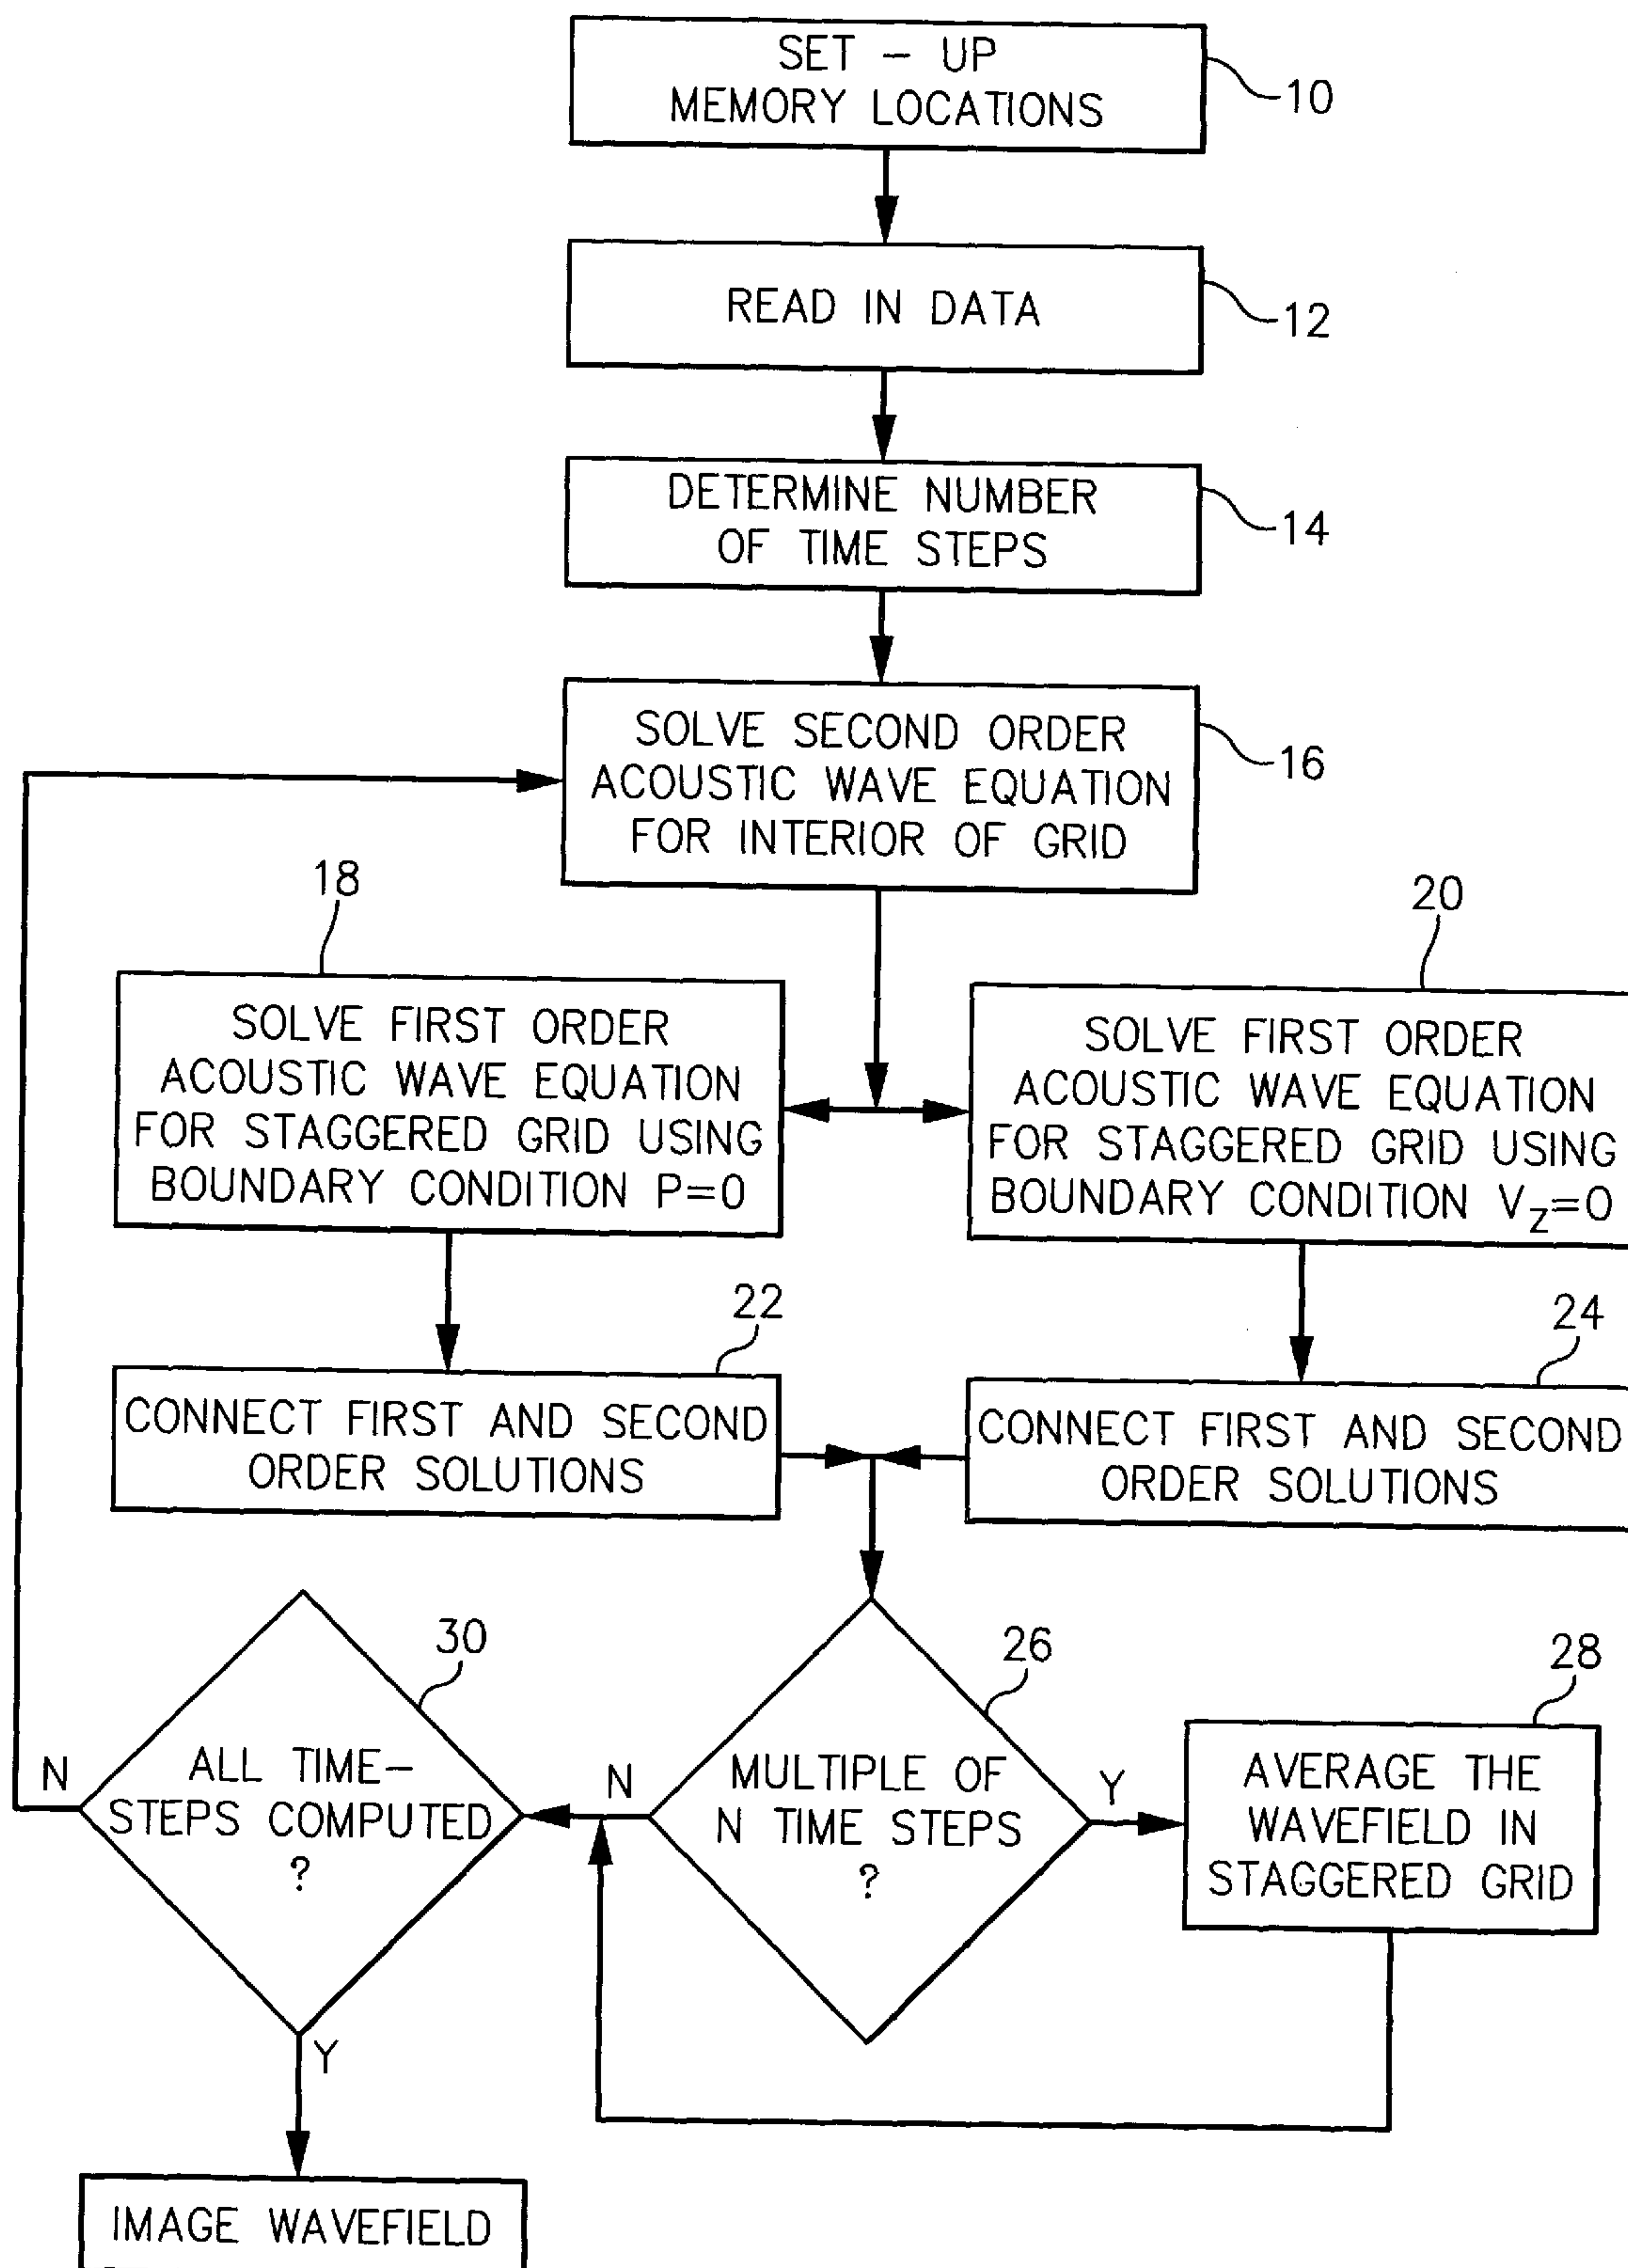 SET - UP
MEMORY LOCATIONS
10
READ IN DATA
12
DETERMINE NUMBER
OF TIME STEPS
14
SOLVE SECOND ORDER
ACOUSTIC WAVE EQUATION
FOR INTERIOR OF GRID
16
18
SOLVE FIRST ORDER
ACOUSTIC WAVE EQUATION
FOR STAGGERED GRID USING
BOUNDARY CONDITION P=0
20
SOLVE FIRST ORDER
ACOUSTIC WAVE EQUATION
FOR STAGGERED GRID USING
BOUNDARY CONDITION VZ=0
22
CONNECT FIRST AND SECOND
ORDER SOLUTIONS
24
CONNECT FIRST AND SECOND
ORDER SOLUTIONS
30
N
ALL TIME-
STEPS COMPUTED
?
N
26
MULTIPLE OF
N TIME STEPS
?
Y
28
AVERAGE THE
WAVEFIELD IN
STAGGERED GRID
Y
IMAGE WAVEFIELD